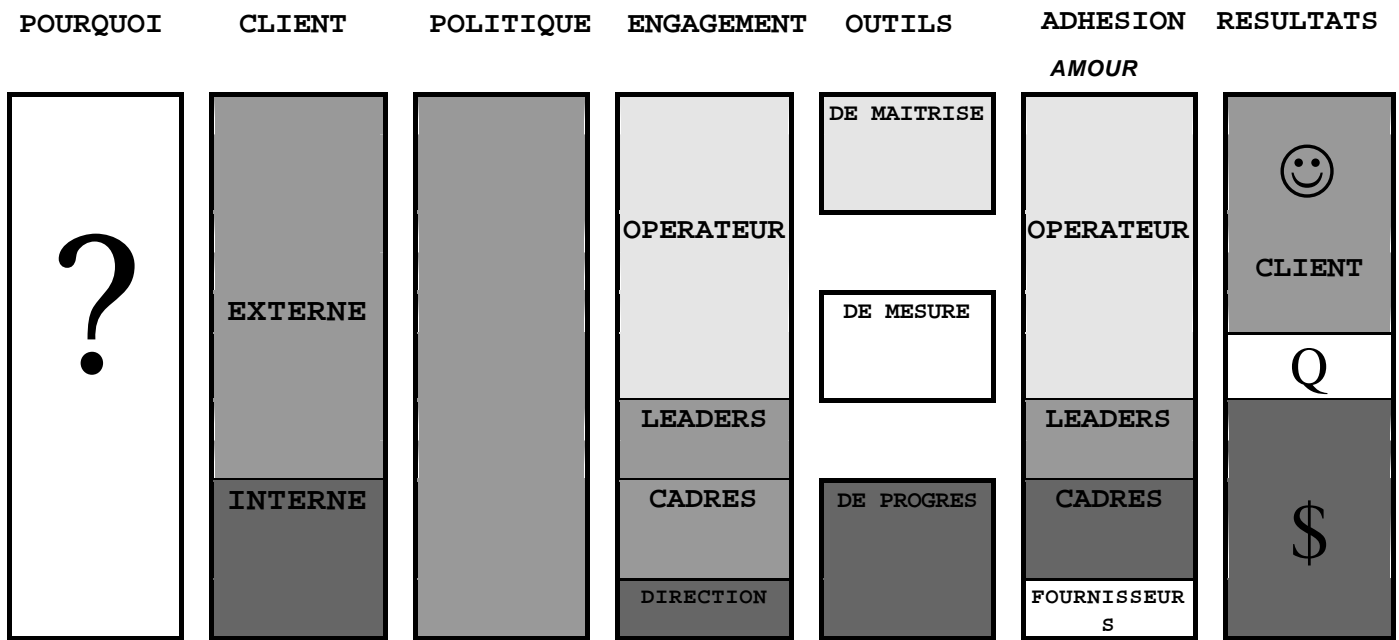 POURQUOI CLIENT POLITIQUE ENGAGEMENT OUTILS ADHESION RESULTATS
AMOUR
?
EXTERNE
INTERNE
OPERATEUR
LEADERS
CADRES
DIRECTION
DE MAITRISE
DE MESURE
DE PROGRES
OPERATEUR
LEADERS
CADRES
FOURNISSEUR
S
☺
CLIENT
Q
$